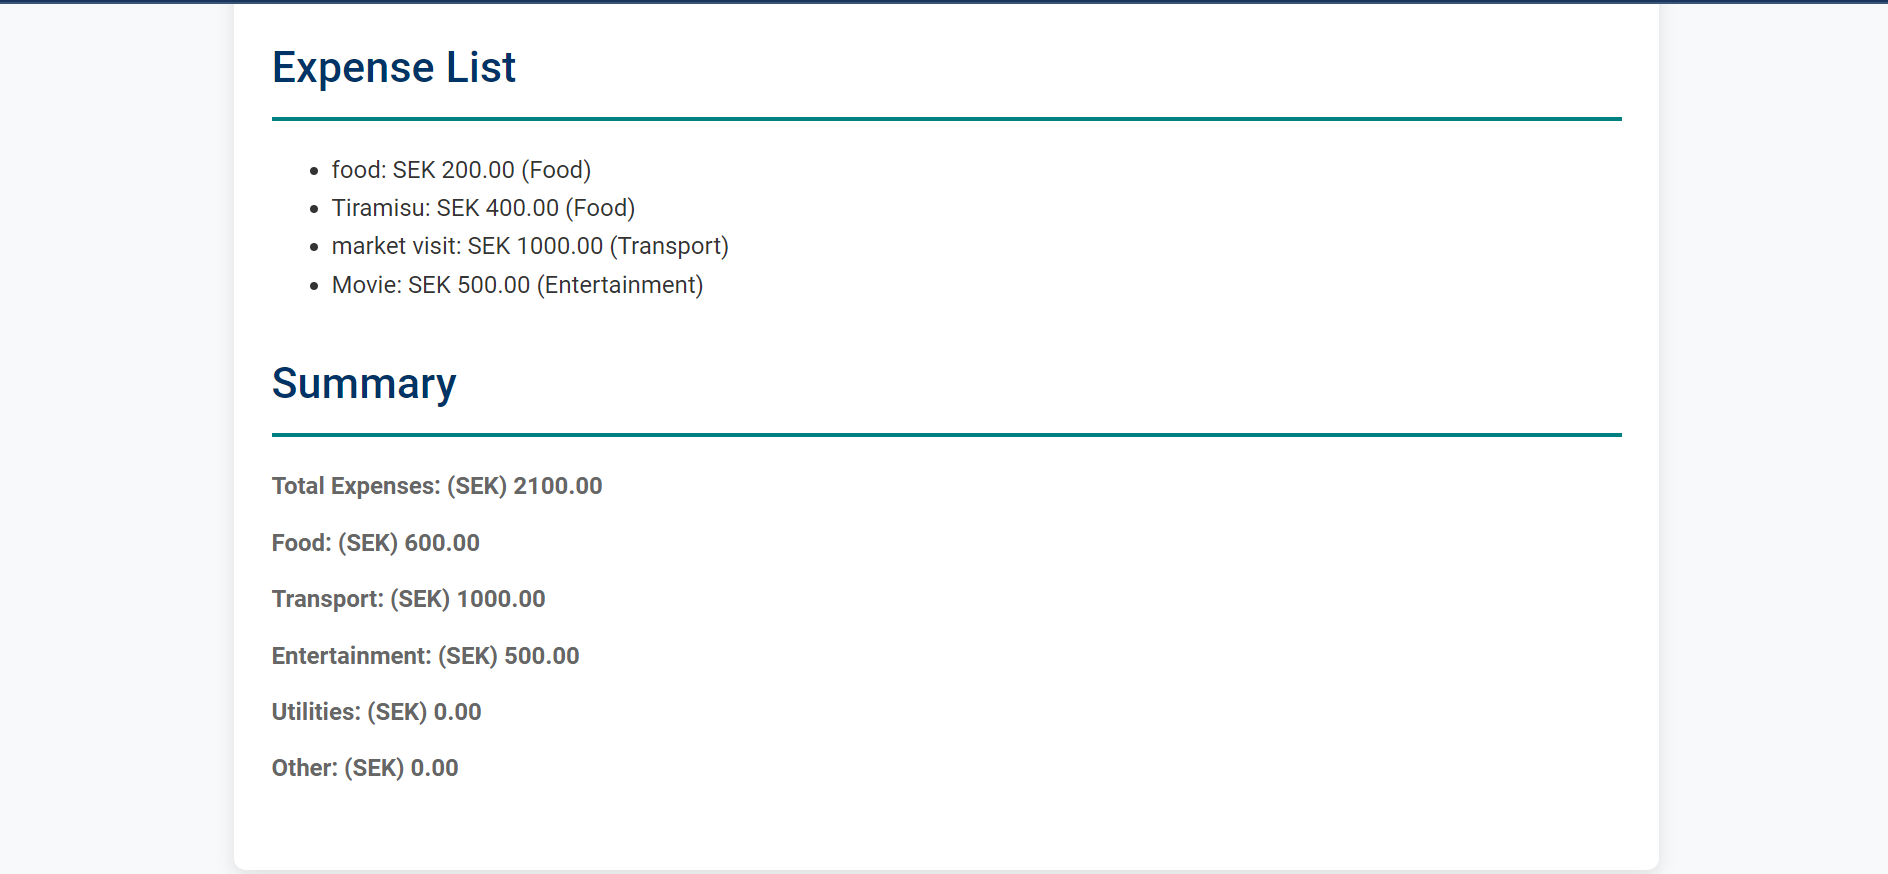 Expense List
food: SEK 200.00 (Food)
Tiramisu: SEK 400.00 (Food)
market visit: SEK 1000.00 (Transport)
Movie: SEK 500.00 (Entertainment)
Summary
Total Expenses: (SEK) 2100.00
Food: (SEK) 600.00
Transport: (SEK) 1000.00
Entertainment: (SEK) 500.00
Utilities: (SEK) 0.00
Other: (SEK) 0.00